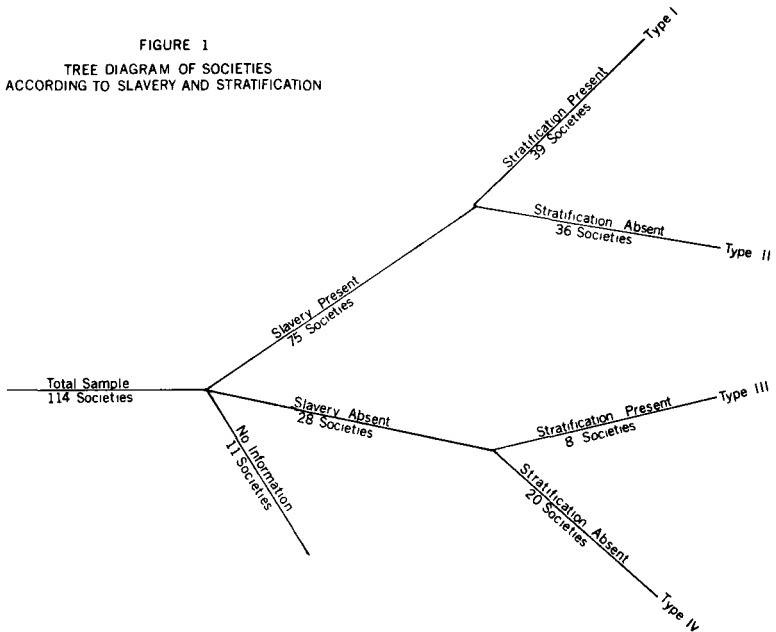 FIGURE 1
TREE DIAGRAM OF SOCIETIES
ACCORDING TO SLAVERY AND STRATIFICATION
Type I
Stratification Present
39 Societies
Stratification Absent
36 Societies
Type II
Slavery Present
75 Societies
Total Sample
114 Societies
Slavery Absent
28 Societies
No Information
11 Societies
Stratification Present
8 Societies
Type III
Stratification Absent
20 Societies
Type IV